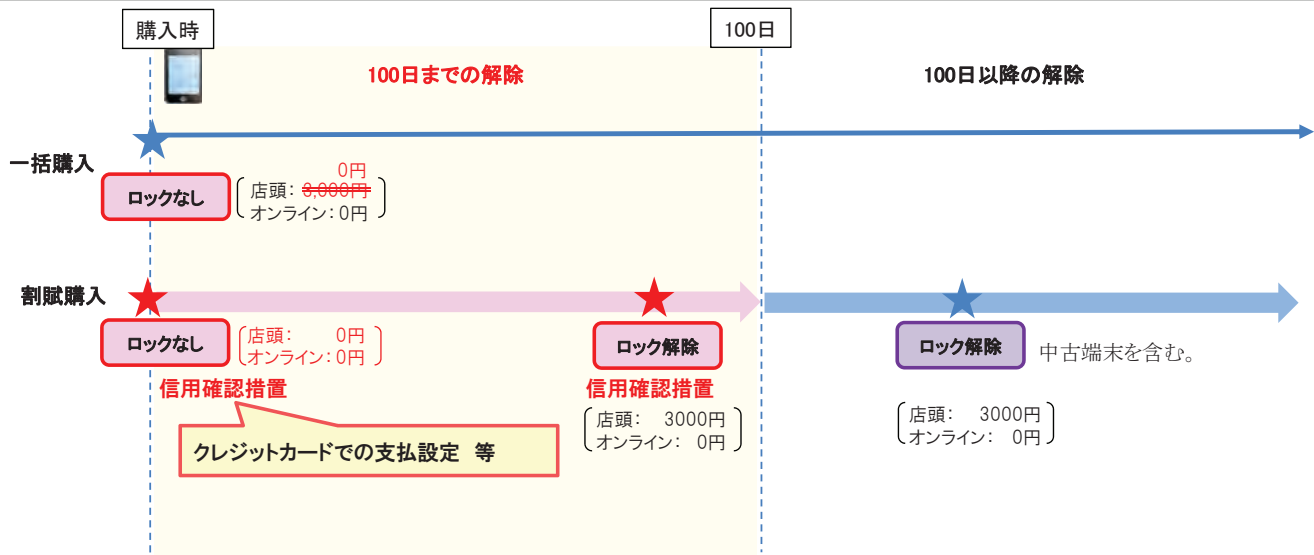 購入時
100日
100日までの解除
100日以降の解除
一括購入
ロックなし
0円
店頭: 3,000円
オンライン:0円
割賦購入
ロックなし
店頭: 0円
オンライン:0円
信用確認措置
クレジットカードでの支払設定 等
ロック解除
信用確認措置
店頭: 3000円
オンライン: 0円
ロック解除
中古端末を含む。
店頭: 3000円
オンライン: 0円